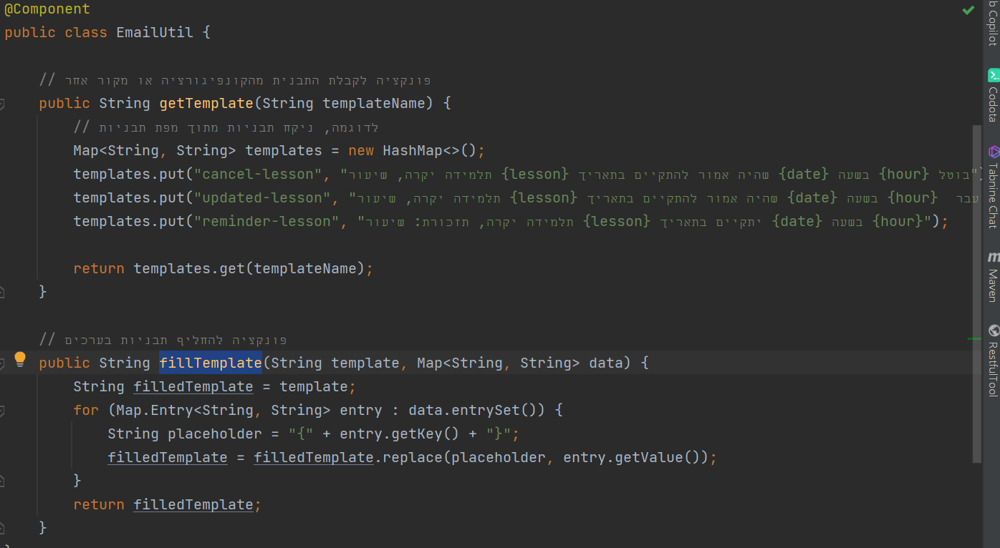 @Component
public class EmailUtil {
// פונקציה לקבלת התבנית מהקונפיגורציה או מקור אחר
public String getTemplate(String templateName) {
// לדוגמה, ניקח תבניות מתוך מפת תבניות
Map<String, String> templates = new HashMap<>();
templates.put("cancel-lesson", "תלמידה יקרה, שיעור {lesson} שהיה אמור להתקיים בתאריך {date} בשעה {hour} בוטל")
templates.put("updated-lesson", "תלמידה יקרה, שיעור {lesson} שהיה אמור להתקיים בתאריך {date} בשעה {hour} עבר
templates.put("reminder-lesson", "תלמידה יקרה, תזכורת: שיעור {lesson} יתקיים בתאריך {date} בשעה {hour}");
return templates.get(templateName);
}
// פונקציה להחליף תבניות בערכים
public String fillTemplate(String template, Map<String, String> data) {
String filledTemplate = template;
for (Map.Entry<String, String> entry : data.entrySet()) {
String placeholder = "{" + entry.getKey() + "}";
filledTemplate = filledTemplate.replace(placeholder, entry.getValue());
}
return filledTemplate;
}
b Copilot
Codota
Tabnine Chat
Maven
RestfulTool